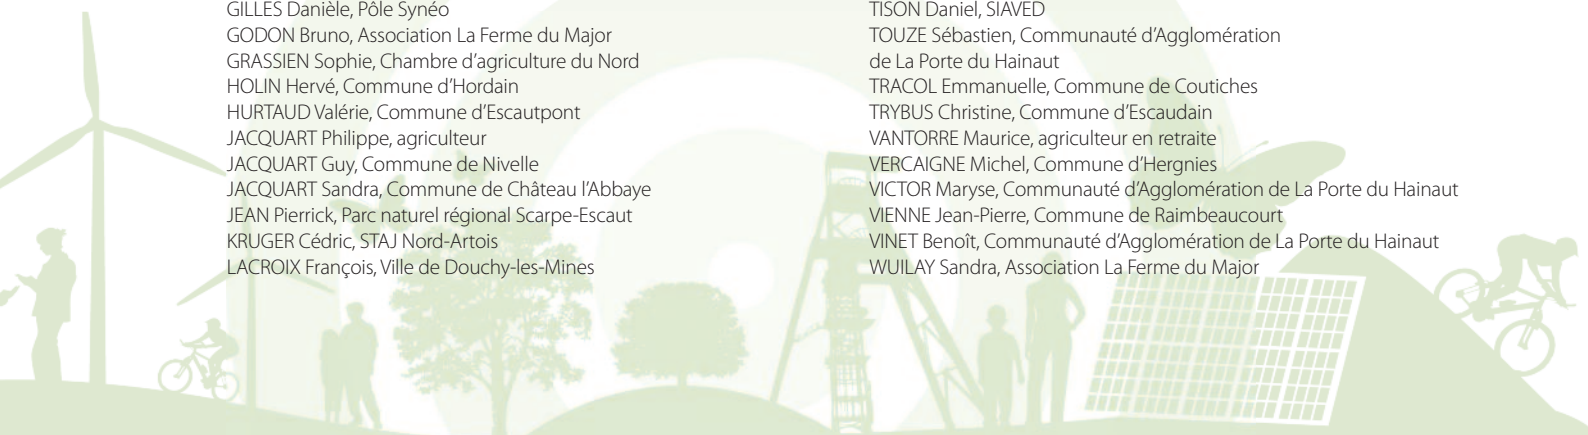 GILLES Danièle, Pôle Synéo
GODON Bruno, Association La Ferme du Major
GRASSIEN Sophie, Chambre d’agriculture du Nord
HOLIN Hervé, Commune d’Hordain
HURTAUD Valérie, Commune d’Escautpont
JACQUART Philippe, agriculteur
JACQUART Guy, Commune de Nivelle
JACQUART Sandra, Commune de Château l’Abbaye
JEAN Pierrick, Parc naturel régional Scarpe-Escaut
KRUGER Cédric, STAJ Nord-Artois
LACROIX François, Ville de Douchy-les-Mines
TISON Daniel, SIAVED
TOUZE Sébastien, Communauté d’Agglomération
de La Porte du Hainaut
TRACOL Emmanuelle, Commune de Coutiches
TRYBUS Christine, Commune d’Escaudain
VANTORRE Maurice, agriculteur en retraite
VERCAIGNE Michel, Commune d’Hergnies
VICTOR Maryse, Communauté d’Agglomération de La Porte du Hainaut
VIENNE Jean-Pierre, Commune de Raimbeaucourt
VINET Benoît, Communauté d’Agglomération de La Porte du Hainaut
WUILAY Sandra, Association La Ferme du Major